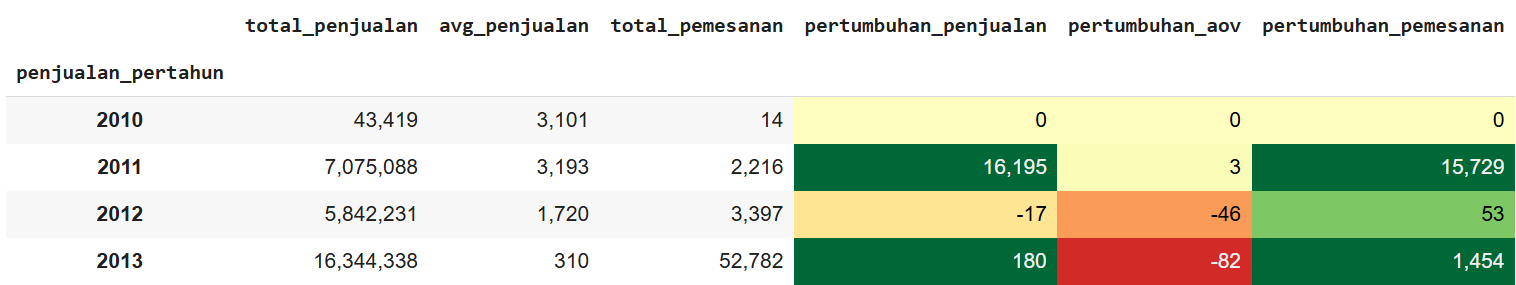 total_penjualan avg_penjualan total_pemesanan pertumbuhan_penjualan pertumbuhan_aov pertumbuhan_pemesanan
penjualan_pertahun
2010 43,419 3,101 14 0 0 0
2011 7,075,088 3,193 2,216 16,195 3 15,729
2012 5,842,231 1,720 3,397 -17 -46 53
2013 16,344,338 310 52,782 180 -82 1,454